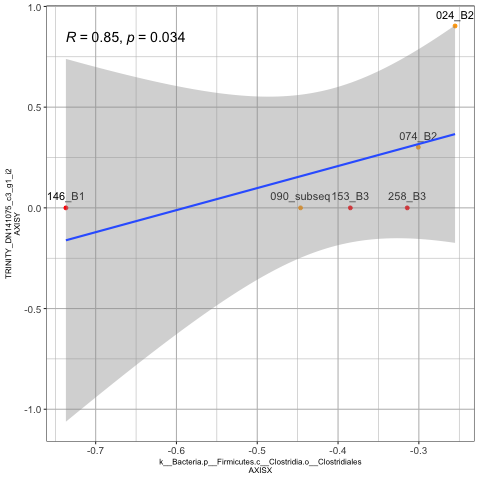 R = 0.85, p = 0.034
024_B2
074_B2
146_B1
090_subseq
153_B3
258_B3
1.0
0.5
0.0
-0.5
-1.0
TRINITY_DN141075_c3_g1_i2
AXISY
-0.7
-0.6
-0.5
-0.4
-0.3
k__Bacteria.p__Firmicutes.c__Clostridia.o__Clostridiales
AXISX